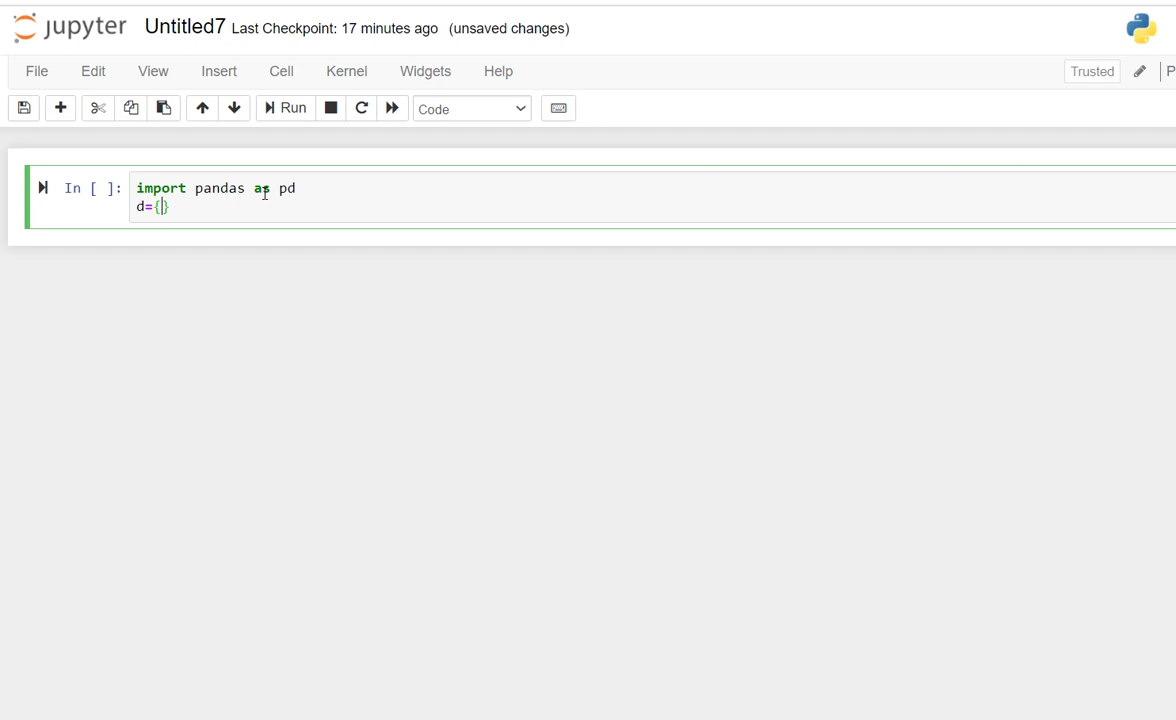 jupyter Untitled7 Last Checkpoint: 17 minutes ago (unsaved changes)
File Edit View Insert Cell Kernel Widgets Help Trusted P
Run Code
In [ ]: import pandas as pd
d={}